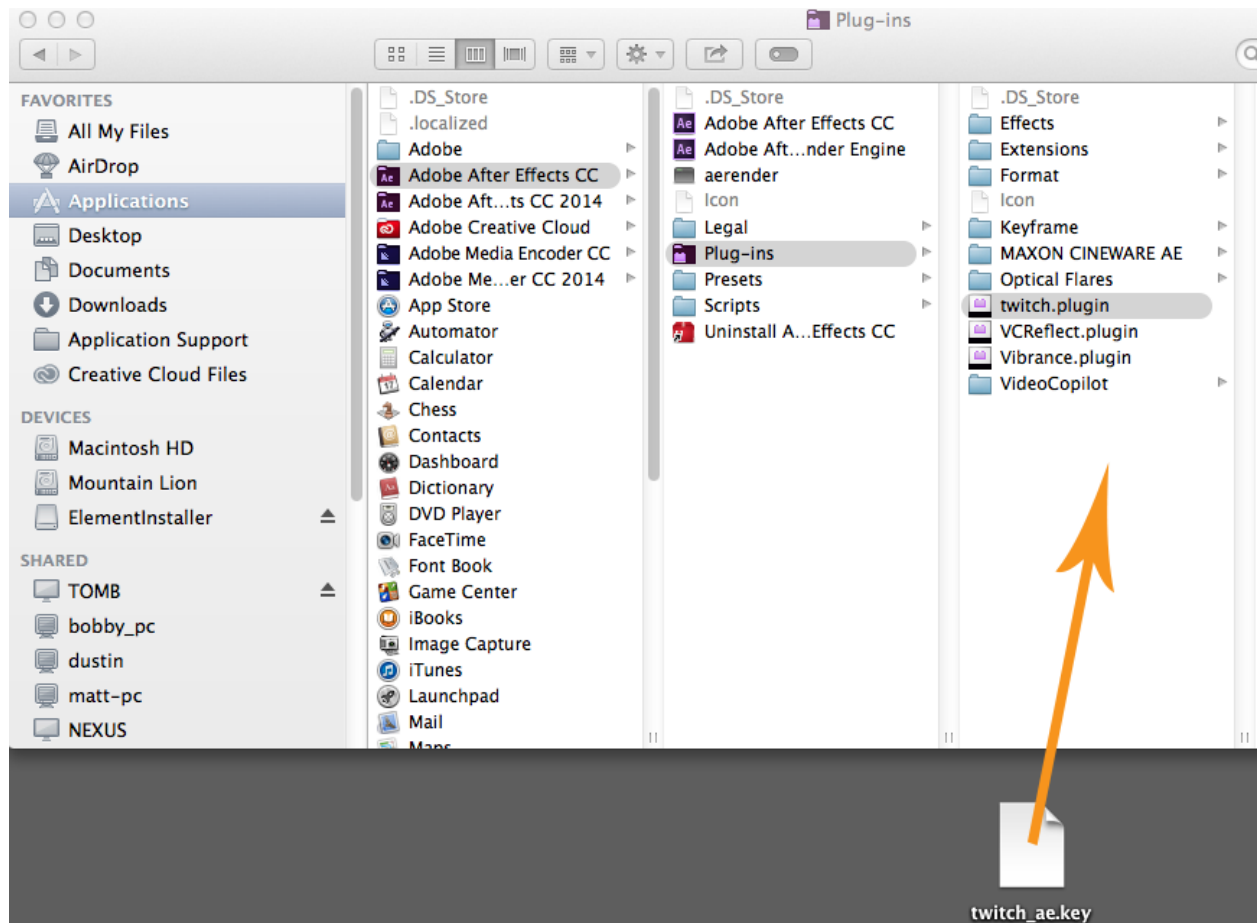 Plug-ins
FAVORITES
All My Files
AirDrop
Applications
Desktop
Documents
Downloads
Application Support
Creative Cloud Files
DEVICES
Macintosh HD
Mountain Lion
ElementInstaller
SHARED
TOMB
bobby_pc
dustin
matt-pc
NEXUS
.DS_Store
.localized
Adobe
Adobe After Effects CC
Adobe Aft...ts CC 2014
Adobe Creative Cloud
Adobe Media Encoder CC
Adobe Me...er CC 2014
App Store
Automator
Calculator
Calendar
Chess
Contacts
Dashboard
Dictionary
DVD Player
FaceTime
Font Book
Game Center
iBooks
Image Capture
iTunes
Launchpad
Mail
Maps
.DS_Store
Adobe After Effects CC
Adobe Aft...nder Engine
aerender
Icon
Legal
Plug-ins
Presets
Scripts
Uninstall A...Effects CC
.DS_Store
Effects
Extensions
Format
Icon
Keyframe
MAXON CINEWARE AE
Optical Flares
twitch.plugin
VCReflect.plugin
Vibrance.plugin
VideoCopilot
twitch_ae.key